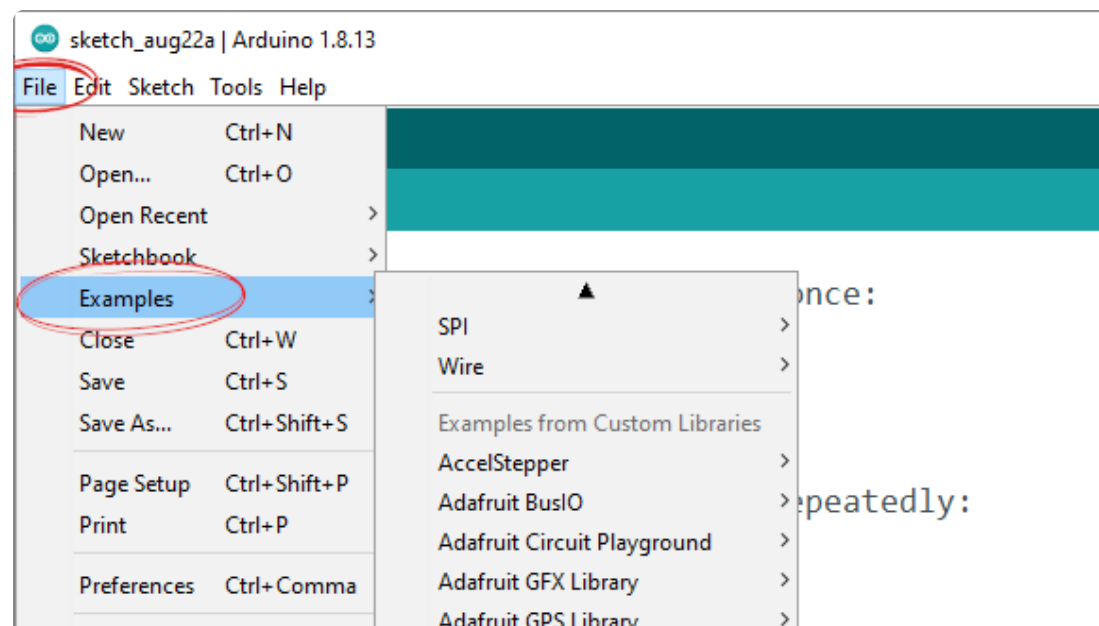 sketch_aug22a | Arduino 1.8.13
File Edit Sketch Tools Help
New Ctrl+N
Open... Ctrl+O
Open Recent
Sketchbook
Examples
Close Ctrl+W
Save Ctrl+S
Save As... Ctrl+Shift+S
Page Setup Ctrl+Shift+P
Print Ctrl+P
Preferences Ctrl+Comma
SPI
Wire
Examples from Custom Libraries
AccelStepper
Adafruit BusIO
Adafruit Circuit Playground
Adafruit GFX Library
Adafruit GPS Library
once:
epeatedly: